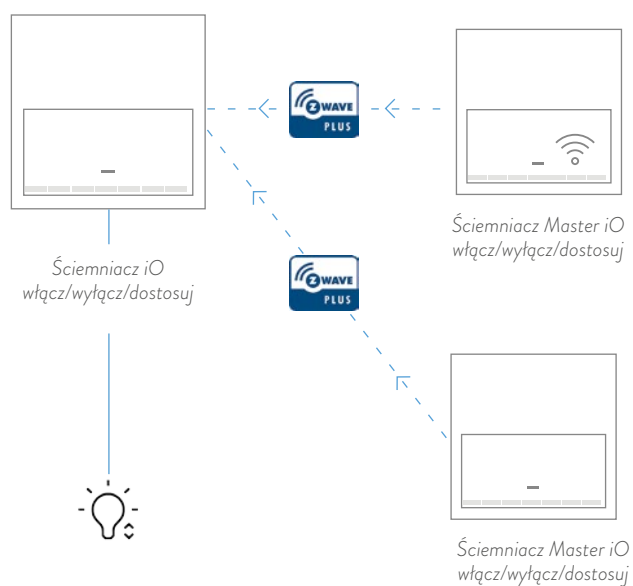 Z WAVE
PLUS
Ściemniacz Master iO
włącz/wyłącz/dostosuj
Ściemniacz iO
włącz/wyłącz/dostosuj
Z WAVE
PLUS
Ściemniacz Master iO
włącz/wyłącz/dostosuj